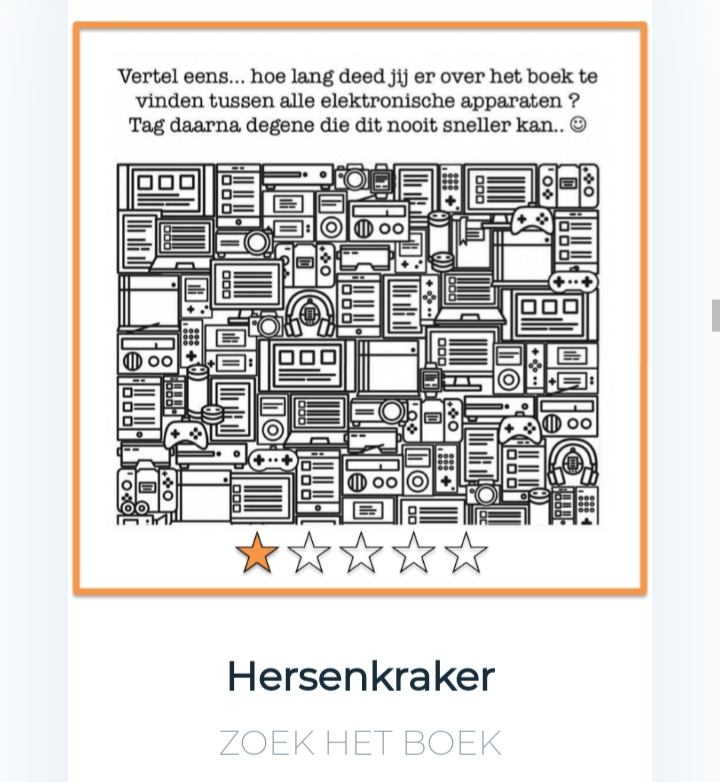 Vertel eens... hoe lang deed jij er over het boek te
vinden tussen alle elektronische apparaten ?
Tag daarna degene die dit nooit sneller kan.. ☺
Hersenkraker
ZOEK HET BOEK